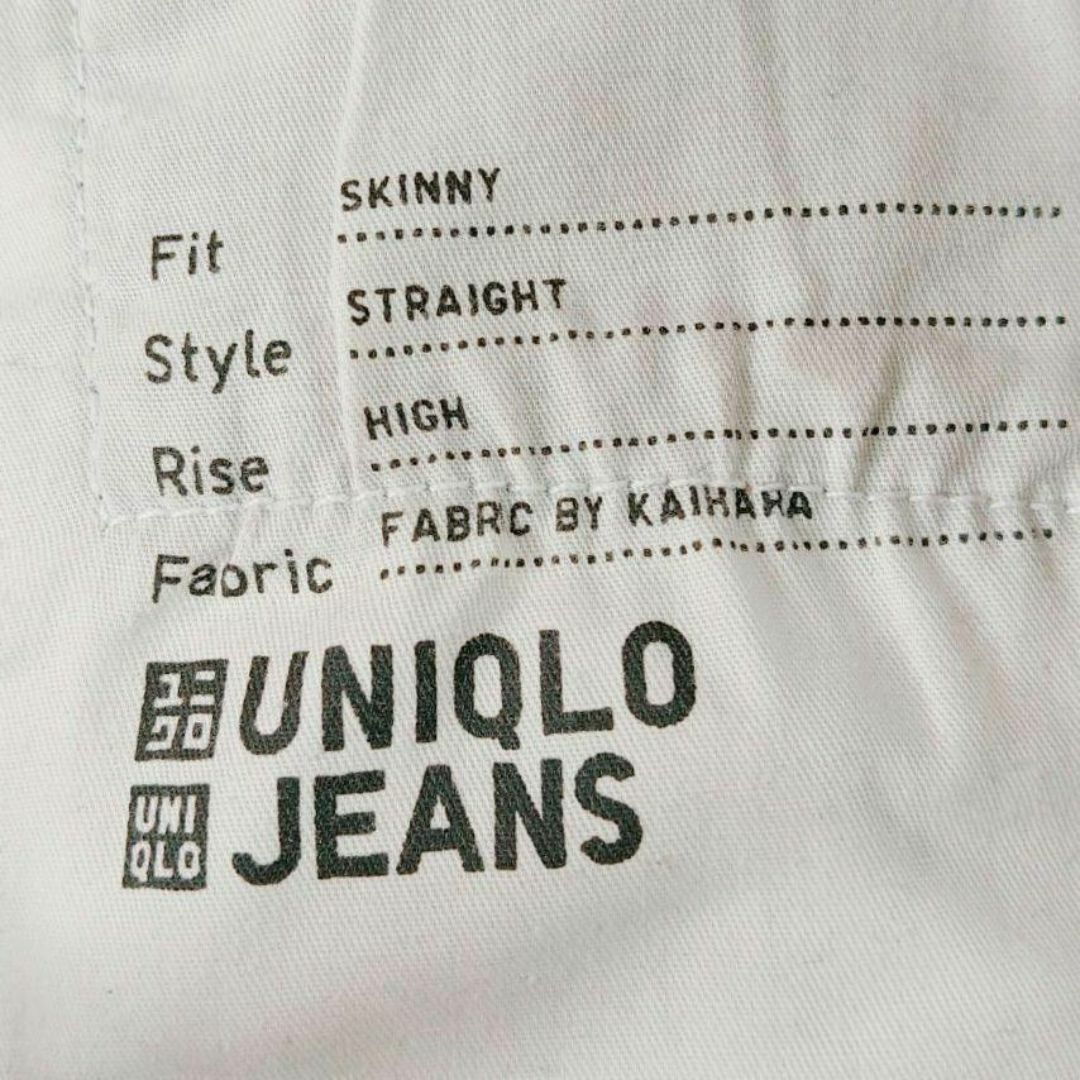 Fit SKINNY
Style STRAIGHT
Rise HIGH
Fabric FABRC BY KAIHARA
ユニ
クロ
UNIQLO
UNI
QLO
JEANS